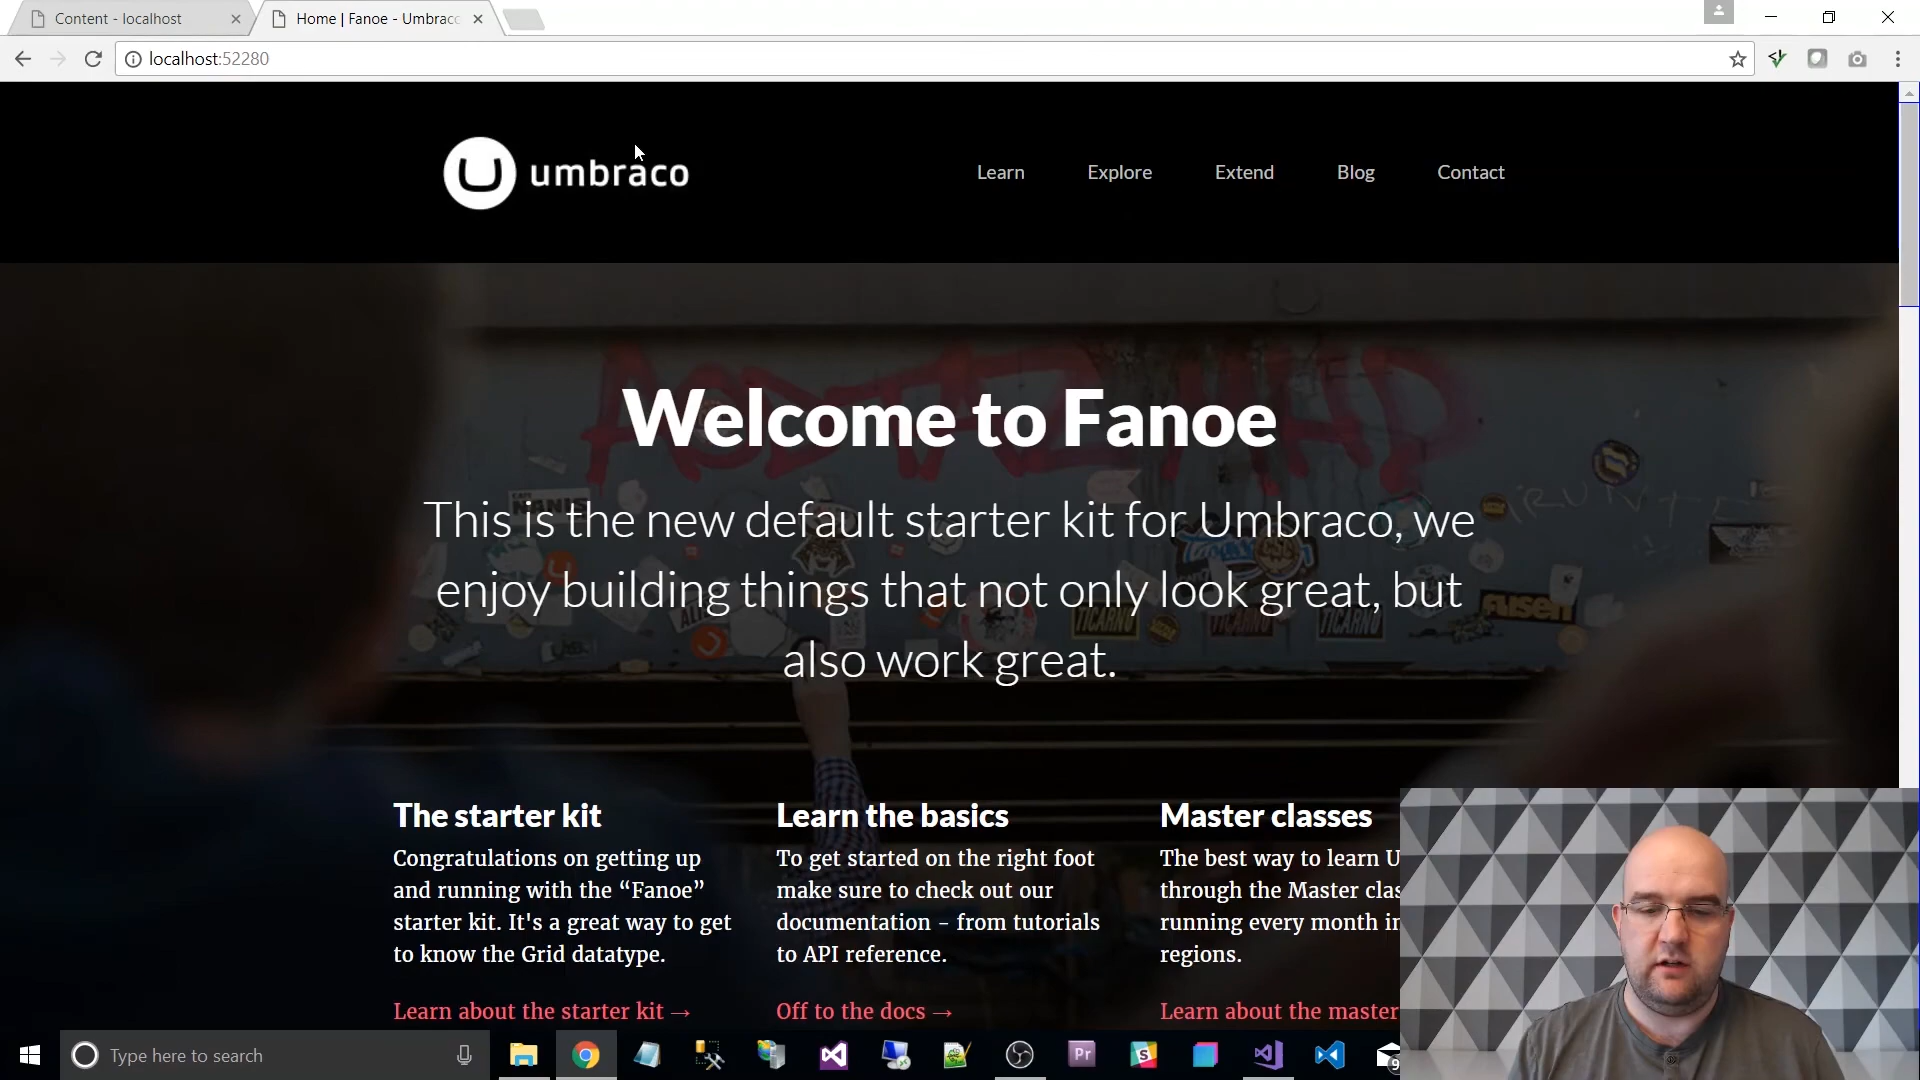 Content - localhost
Home | Fanoe - Umbraco
localhost:52280
umbraco
Learn
Explore
Extend
Blog
Contact
Welcome to Fanoe
This is the new default starter kit for Umbraco, we
enjoy building things that not only look great, but
also work great.
The starter kit
Congratulations on getting up
and running with the “Fanoe”
starter kit. It's a great way to get
to know the Grid datatype.
Learn about the starter kit →
Learn the basics
To get started on the right foot
make sure to check out our
documentation – from tutorials
to API reference.
Off to the docs →
Master classes
The best way to learn U
through the Master clas
running every month in
regions.
Learn about the master
Type here to search